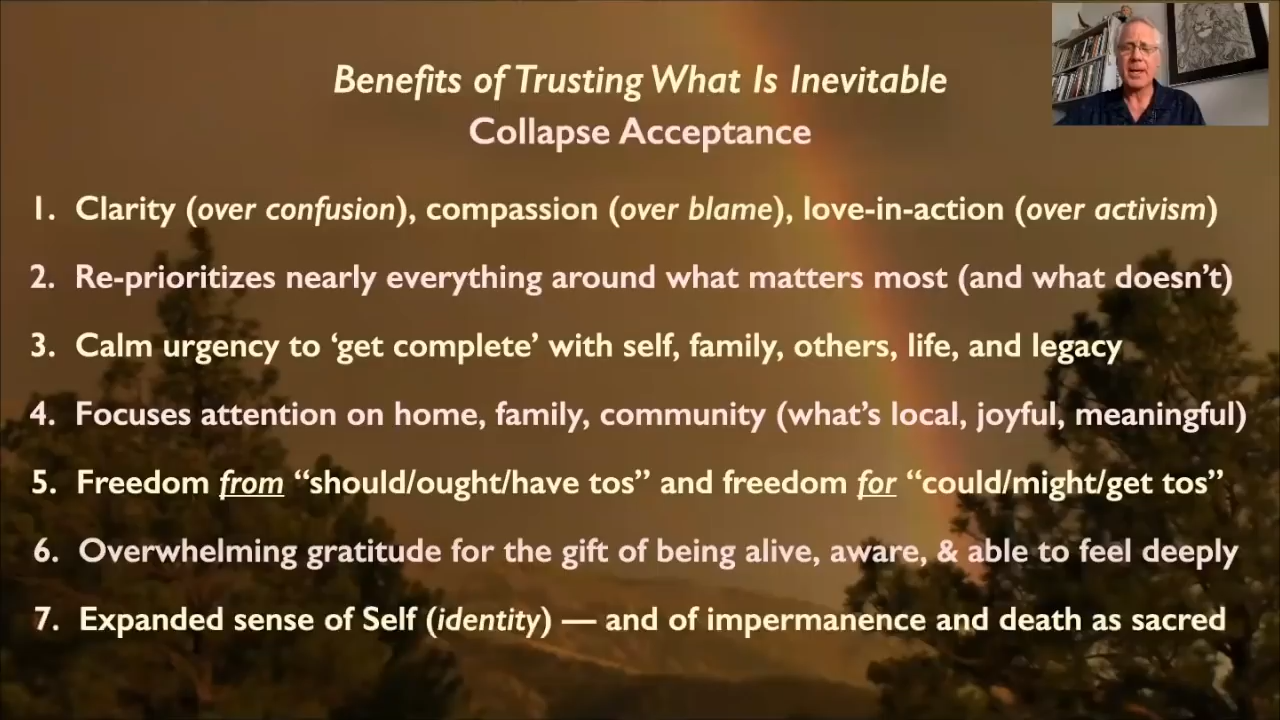 Benefits of Trusting What Is Inevitable
Collapse Acceptance
1. Clarity (over confusion), compassion (over blame), love-in-action (over activism)
2. Re-prioritizes nearly everything around what matters most (and what doesn’t)
3. Calm urgency to ‘get complete’ with self, family, others, life, and legacy
4. Focuses attention on home, family, community (what’s local, joyful, meaningful)
5. Freedom from “should/ought/have tos” and freedom for “could/might/get tos”
6. Overwhelming gratitude for the gift of being alive, aware, & able to feel deeply
7. Expanded sense of Self (identity) — and of impermanence and death as sacred